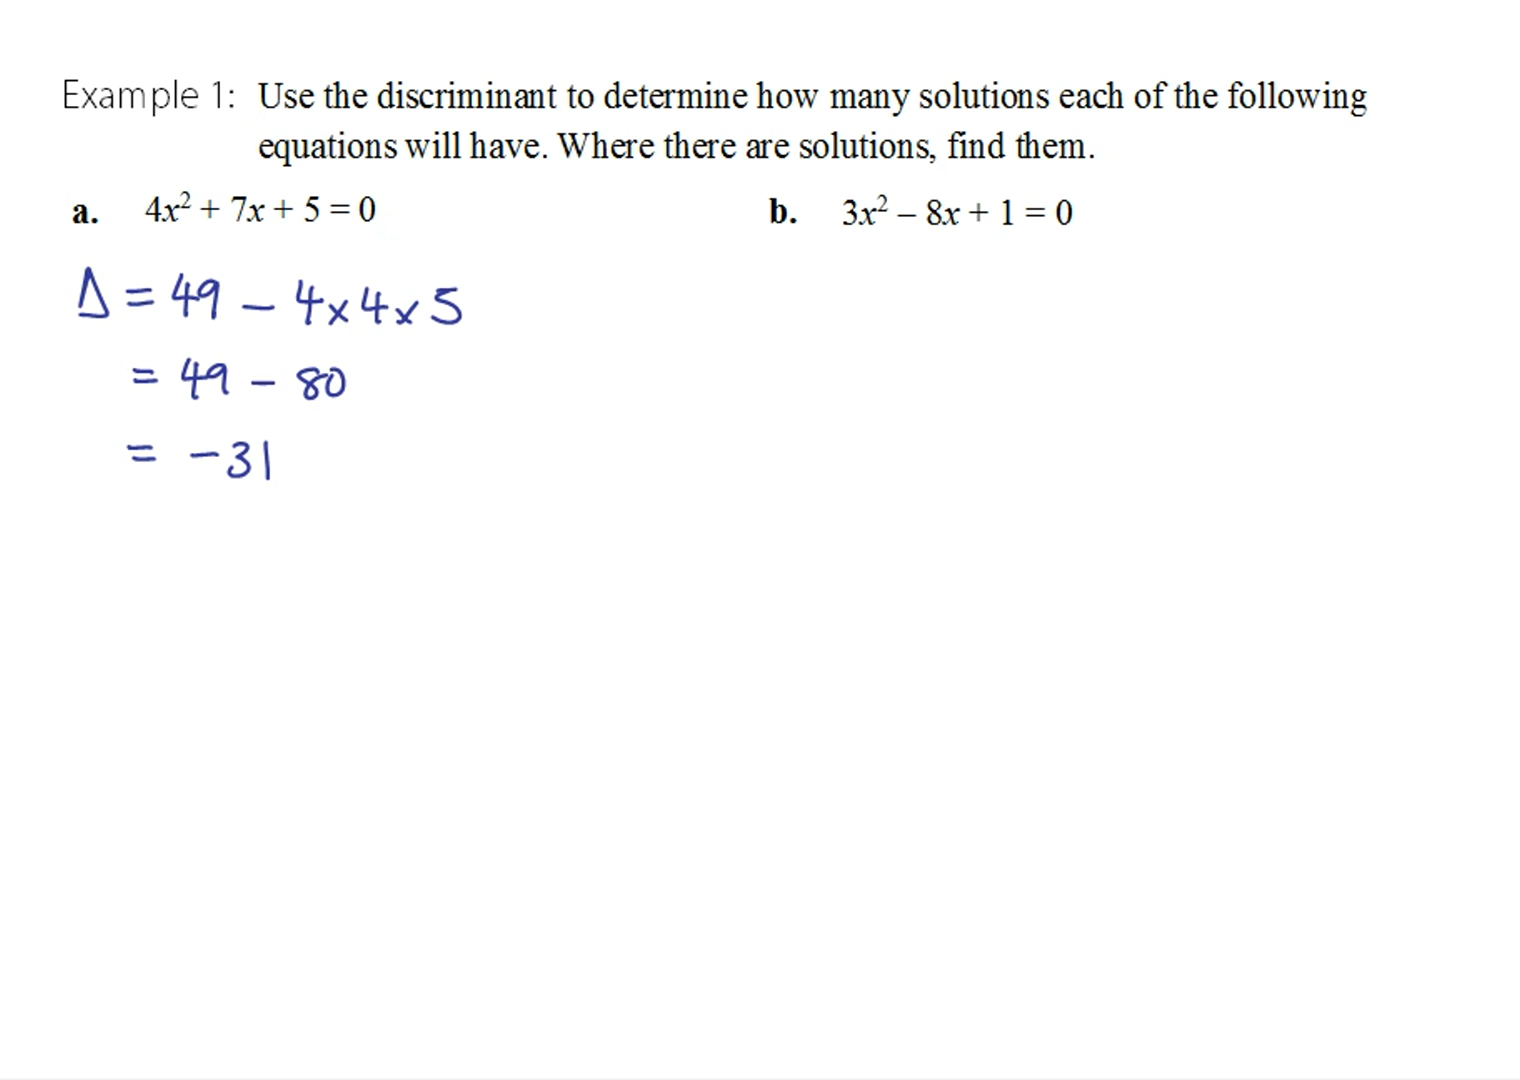 Example 1: Use the discriminant to determine how many solutions each of the following
equations will have. Where there are solutions, find them.
a. 4x² + 7x + 5 = 0
b. 3x² – 8x + 1 = 0
Δ = 49 – 4×4×5
= 49 – 80
= –31